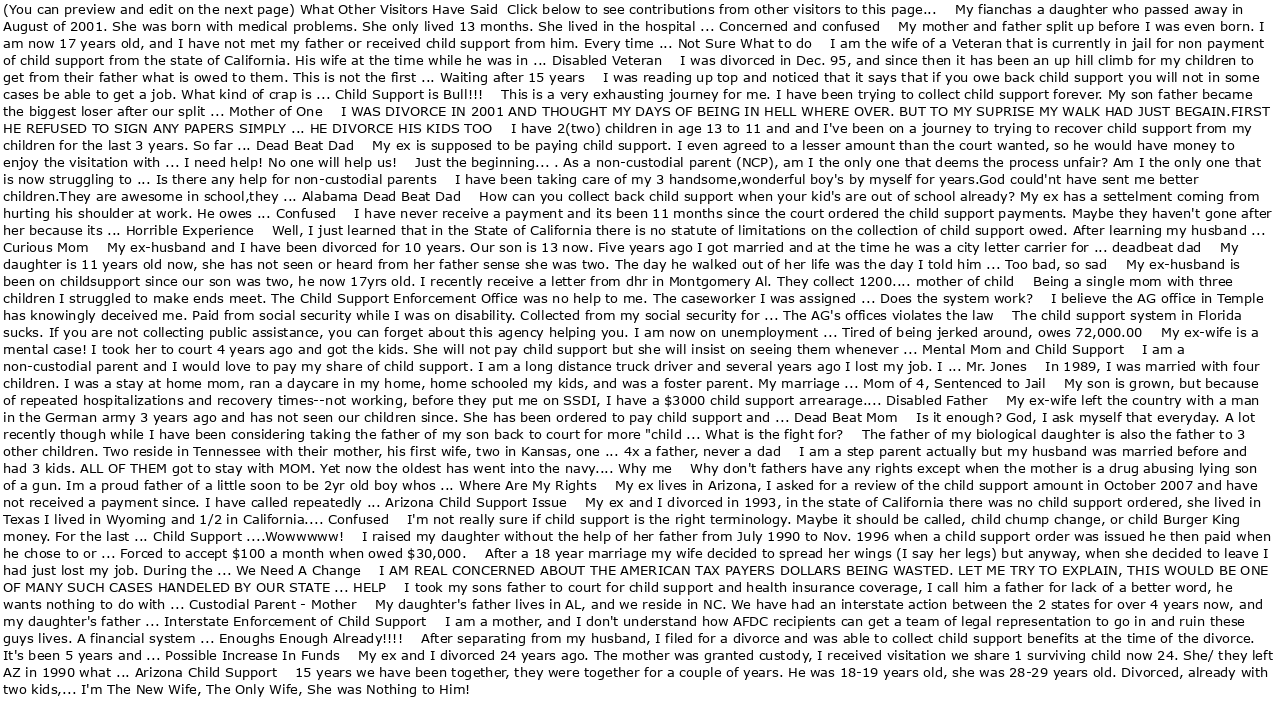 (You can preview and edit on the next page) What Other Visitors Have Said  Click below to see contributions from other visitors to this page...    My fianchas a daughter who passed away in
August of 2001. She was born with medical problems. She only lived 13 months. She lived in the hospital ... Concerned and confused    My mother and father split up before I was even born. I
am now 17 years old, and I have not met my father or received child support from him. Every time ... Not Sure What to do    I am the wife of a Veteran that is currently in jail for non payment
of child support from the state of California. His wife at the time while he was in ... Disabled Veteran    I was divorced in Dec. 95, and since then it has been an up hill climb for my children to
get from their father what is owed to them. This is not the first ... Waiting after 15 years    I was reading up top and noticed that it says that if you owe back child support you will not in some
cases be able to get a job. What kind of crap is ... Child Support is Bull!!!    This is a very exhausting journey for me. I have been trying to collect child support forever. My son father became
the biggest loser after our split ... Mother of One    I WAS DIVORCE IN 2001 AND THOUGHT MY DAYS OF BEING IN HELL WHERE OVER. BUT TO MY SUPRISE MY WALK HAD JUST BEGAIN.FIRST
HE REFUSED TO SIGN ANY PAPERS SIMPLY ... HE DIVORCE HIS KIDS TOO    I have 2(two) children in age 13 to 11 and and I've been on a journey to trying to recover child support from my
children for the last 3 years. So far ... Dead Beat Dad    My ex is supposed to be paying child support. I even agreed to a lesser amount than the court wanted, so he would have money to
enjoy the visitation with ... I need help! No one will help us!    Just the beginning... . As a non-custodial parent (NCP), am I the only one that deems the process unfair? Am I the only one that
is now struggling to ... Is there any help for non-custodial parents    I have been taking care of my 3 handsome,wonderful boy's by myself for years.God could'nt have sent me better
children.They are awesome in school,they ... Alabama Dead Beat Dad    How can you collect back child support when your kid's are out of school already? My ex has a settelment coming from
hurting his shoulder at work. He owes ... Confused    I have never receive a payment and its been 11 months since the court ordered the child support payments. Maybe they haven't gone after
her because its ... Horrible Experience    Well, I just learned that in the State of California there is no statute of limitations on the collection of child support owed. After learning my husband ...
Curious Mom    My ex-husband and I have been divorced for 10 years. Our son is 13 now. Five years ago I got married and at the time he was a city letter carrier for ... deadbeat dad    My
daughter is 11 years old now, she has not seen or heard from her father sense she was two. The day he walked out of her life was the day I told him ... Too bad, so sad    My ex-husband is
been on childsupport since our son was two, he now 17yrs old. I recently receive a letter from dhr in Montgomery Al. They collect 1200.... mother of child    Being a single mom with three
children I struggled to make ends meet. The Child Support Enforcement Office was no help to me. The caseworker I was assigned ... Does the system work?    I believe the AG office in Temple
has knowingly deceived me. Paid from social security while I was on disability. Collected from my social security for ... The AG's offices violates the law    The child support system in Florida
sucks. If you are not collecting public assistance, you can forget about this agency helping you. I am now on unemployment ... Tired of being jerked around, owes 72,000.00    My ex-wife is a
mental case! I took her to court 4 years ago and got the kids. She will not pay child support but she will insist on seeing them whenever ... Mental Mom and Child Support    I am a
non-custodial parent and I would love to pay my share of child support. I am a long distance truck driver and several years ago I lost my job. I ... Mr. Jones    In 1989, I was married with four
children. I was a stay at home mom, ran a daycare in my home, home schooled my kids, and was a foster parent. My marriage ... Mom of 4, Sentenced to Jail    My son is grown, but because
of repeated hospitalizations and recovery times--not working, before they put me on SSDI, I have a $3000 child support arrearage.... Disabled Father    My ex-wife left the country with a man
in the German army 3 years ago and has not seen our children since. She has been ordered to pay child support and ... Dead Beat Mom    Is it enough? God, I ask myself that everyday. A lot
recently though while I have been considering taking the father of my son back to court for more "child ... What is the fight for?    The father of my biological daughter is also the father to 3
other children. Two reside in Tennessee with their mother, his first wife, two in Kansas, one ... 4x a father, never a dad    I am a step parent actually but my husband was married before and
had 3 kids. ALL OF THEM got to stay with MOM. Yet now the oldest has went into the navy.... Why me    Why don't fathers have any rights except when the mother is a drug abusing lying son
of a gun. Im a proud father of a little soon to be 2yr old boy whos ... Where Are My Rights    My ex lives in Arizona, I asked for a review of the child support amount in October 2007 and have
not received a payment since. I have called repeatedly ... Arizona Child Support Issue    My ex and I divorced in 1993, in the state of California there was no child support ordered, she lived in
Texas I lived in Wyoming and 1/2 in California.... Confused    I'm not really sure if child support is the right terminology. Maybe it should be called, child chump change, or child Burger King
money. For the last ... Child Support ....Wowwwww!    I raised my daughter without the help of her father from July 1990 to Nov. 1996 when a child support order was issued he then paid when
he chose to or ... Forced to accept $100 a month when owed $30,000.    After a 18 year marriage my wife decided to spread her wings (I say her legs) but anyway, when she decided to leave I
had just lost my job. During the ... We Need A Change    I AM REAL CONCERNED ABOUT THE AMERICAN TAX PAYERS DOLLARS BEING WASTED. LET ME TRY TO EXPLAIN, THIS WOULD BE ONE
OF MANY SUCH CASES HANDELED BY OUR STATE ... HELP    I took my sons father to court for child support and health insurance coverage, I call him a father for lack of a better word, he
wants nothing to do with ... Custodial Parent - Mother    My daughter's father lives in AL, and we reside in NC. We have had an interstate action between the 2 states for over 4 years now, and
my daughter's father ... Interstate Enforcement of Child Support    I am a mother, and I don't understand how AFDC recipients can get a team of legal representation to go in and ruin these
guys lives. A financial system ... Enoughs Enough Already!!!!    After separating from my husband, I filed for a divorce and was able to collect child support benefits at the time of the divorce.
It's been 5 years and ... Possible Increase In Funds    My ex and I divorced 24 years ago. The mother was granted custody, I received visitation we share 1 surviving child now 24. She/ they left
AZ in 1990 what ... Arizona Child Support    15 years we have been together, they were together for a couple of years. He was 18-19 years old, she was 28-29 years old. Divorced, already with
two kids,... I'm The New Wife, The Only Wife, She was Nothing to Him!